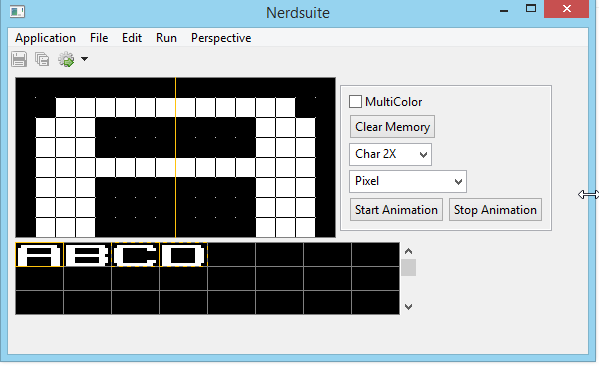 Nerdsuite
Application File Edit Run Perspective
MultiColor
Clear Memory
Char 2X
Pixel
Start Animation Stop Animation
A B C D